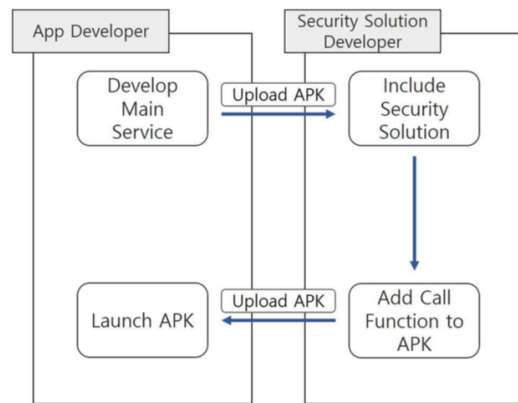 App Developer
Security Solution
Developer
Develop
Main
Service
Upload APK
Include
Security
Solution
Launch APK
Upload APK
Add Call
Function to
APK